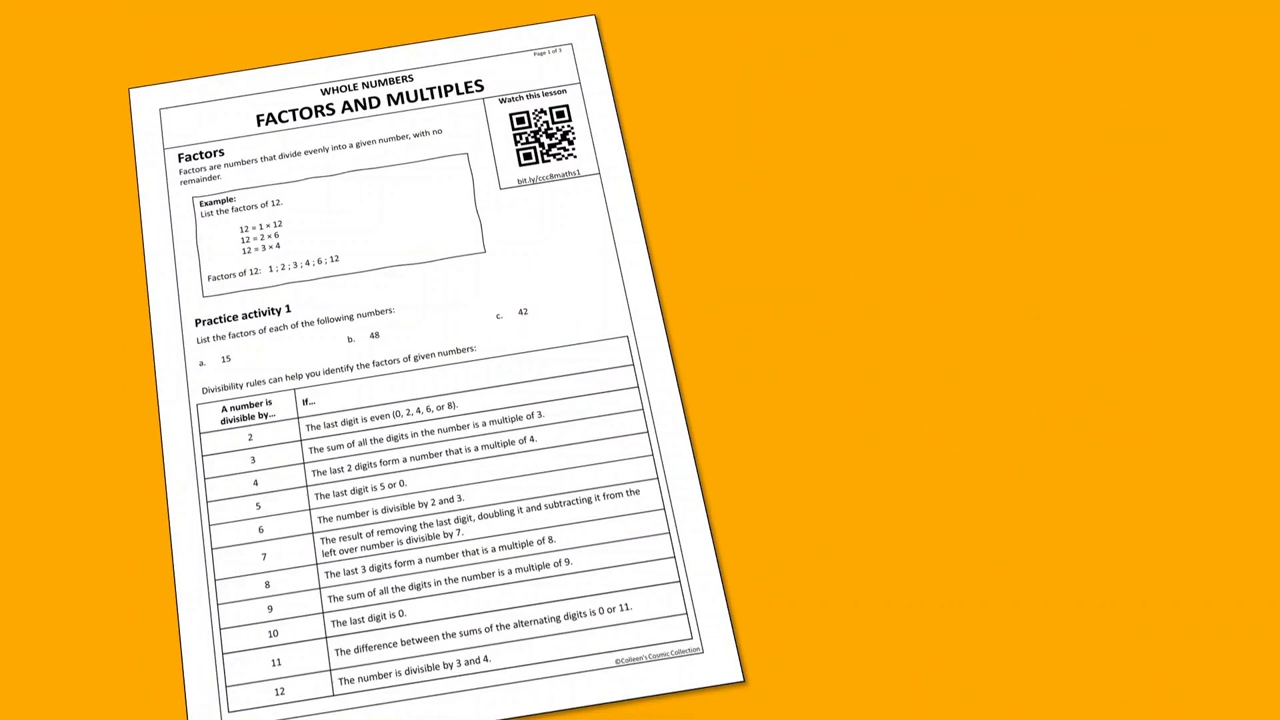 Page 1 of 3
WHOLE NUMBERS
FACTORS AND MULTIPLES
Watch this lesson
bit.ly/ccc8maths1
Factors
Factors are numbers that divide evenly into a given number, with no
remainder.
Example:
List the factors of 12.
12 = 1 × 12
12 = 2 × 6
12 = 3 × 4
Factors of 12: 1 ; 2 ; 3 ; 4 ; 6 ; 12
Practice activity 1
List the factors of each of the following numbers:
a. 15 b. 48 c. 42
Divisibility rules can help you identify the factors of given numbers:
A number is
divisible by...
If...
2 The last digit is even (0, 2, 4, 6, or 8).
3 The sum of all the digits in the number is a multiple of 3.
4 The last 2 digits form a number that is a multiple of 4.
5 The last digit is 5 or 0.
6 The number is divisible by 2 and 3.
7 The result of removing the last digit, doubling it and subtracting it from the
left over number is divisible by 7.
8 The last 3 digits form a number that is a multiple of 8.
9 The sum of all the digits in the number is a multiple of 9.
10 The last digit is 0.
11 The difference between the sums of the alternating digits is 0 or 11.
12 The number is divisible by 3 and 4.
©Colleen's Cosmic Collection